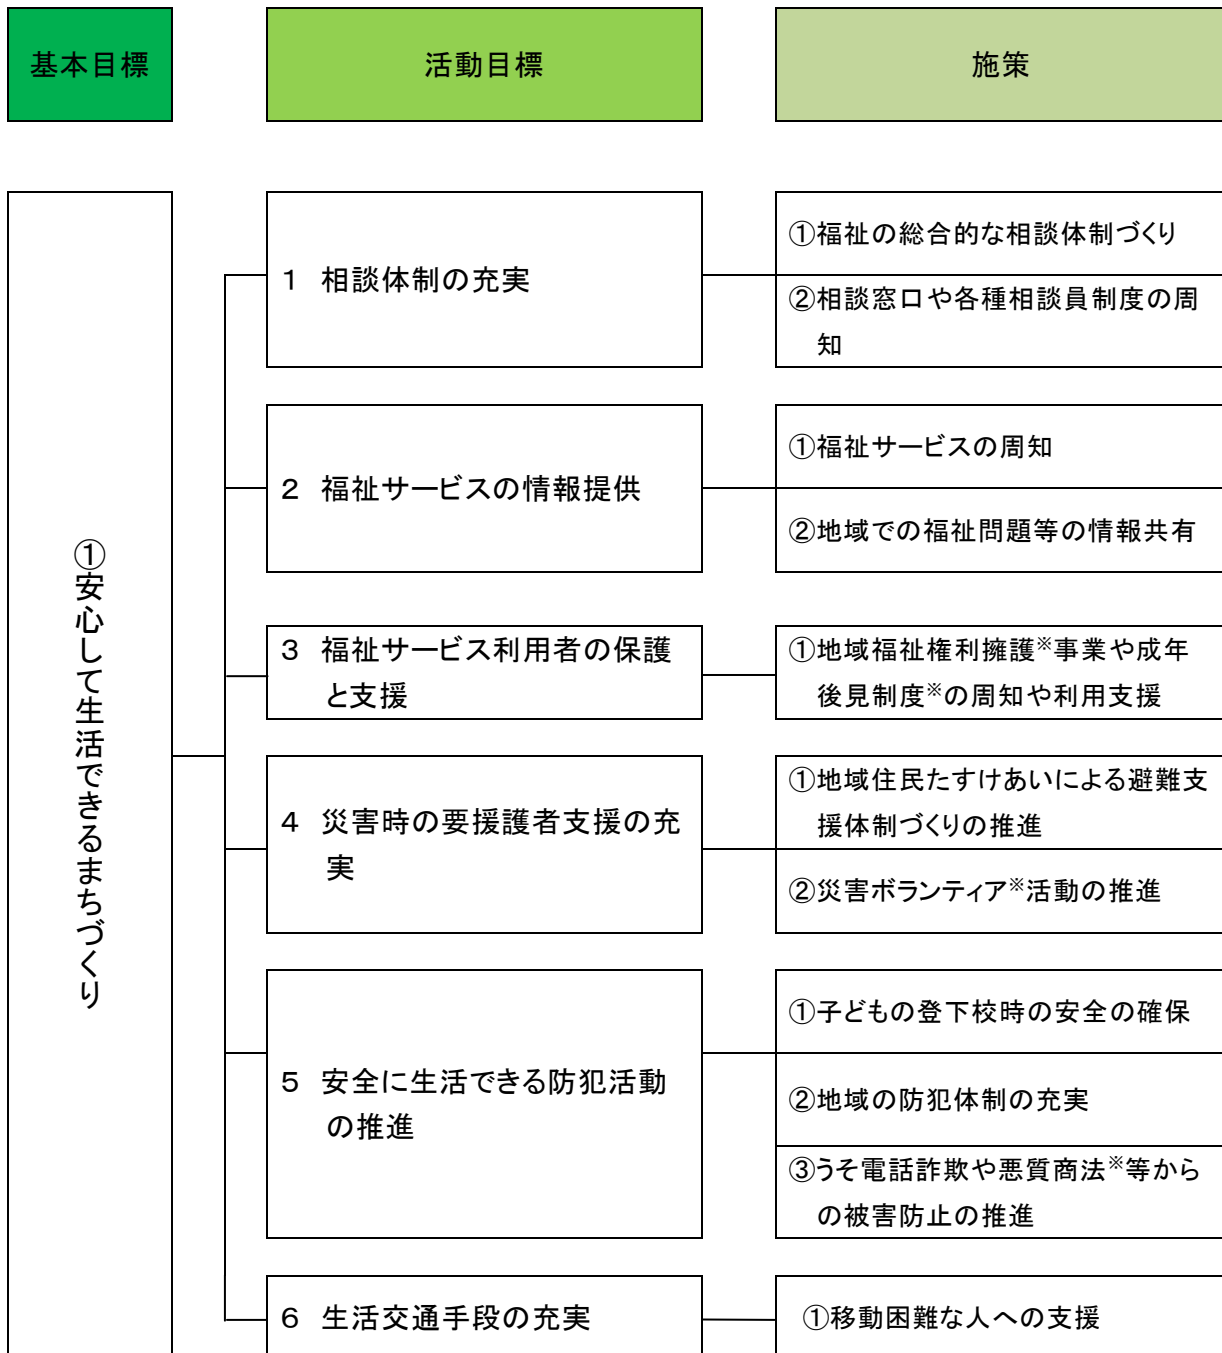 基本目標
活動目標
施策
①安心して生活できるまちづくり
１ 相談体制の充実
①福祉の総合的な相談体制づくり
②相談窓口や各種相談員制度の周
知
２ 福祉サービスの情報提供
①福祉サービスの周知
②地域での福祉問題等の情報共有
３ 福祉サービス利用者の保護
と支援
①地域福祉権利擁護※事業や成年
後見制度※の周知や利用支援
４ 災害時の要援護者支援の充
実
①地域住民たすけあいによる避難支
援体制づくりの推進
②災害ボランティア※活動の推進
５ 安全に生活できる防犯活動
の推進
①子どもの登下校時の安全の確保
②地域の防犯体制の充実
③うそ電話詐欺や悪質商法※等から
の被害防止の推進
６ 生活交通手段の充実
①移動困難な人への支援